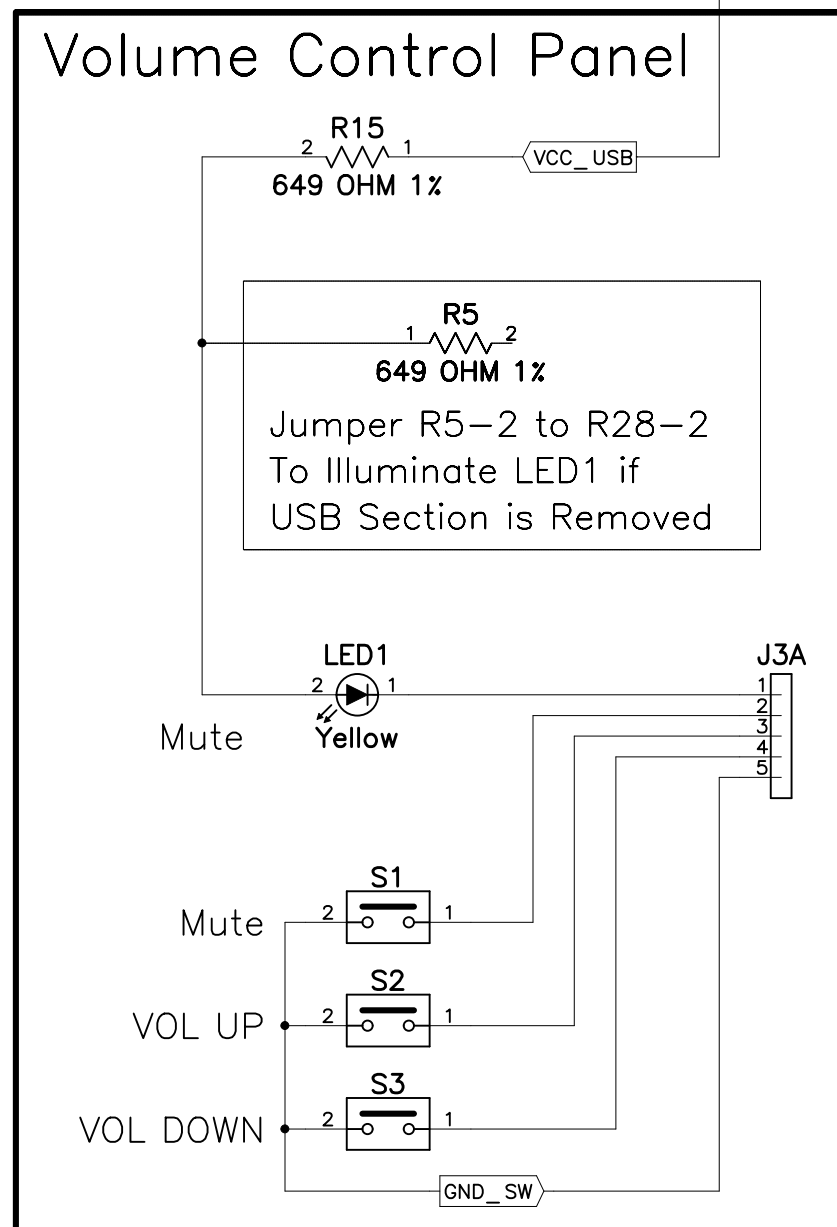 Volume Control Panel
R15
2 1
649 OHM 1%
VCC_USB
R5
1 2
649 OHM 1%
Jumper R5-2 to R28-2
To Illuminate LED1 if
USB Section is Removed
LED1
2 1
Yellow
Mute
J3A
1
2
3
4
5
S1
Mute 2 1
S2
VOL UP 2 1
S3
VOL DOWN 2 1
GND_SW